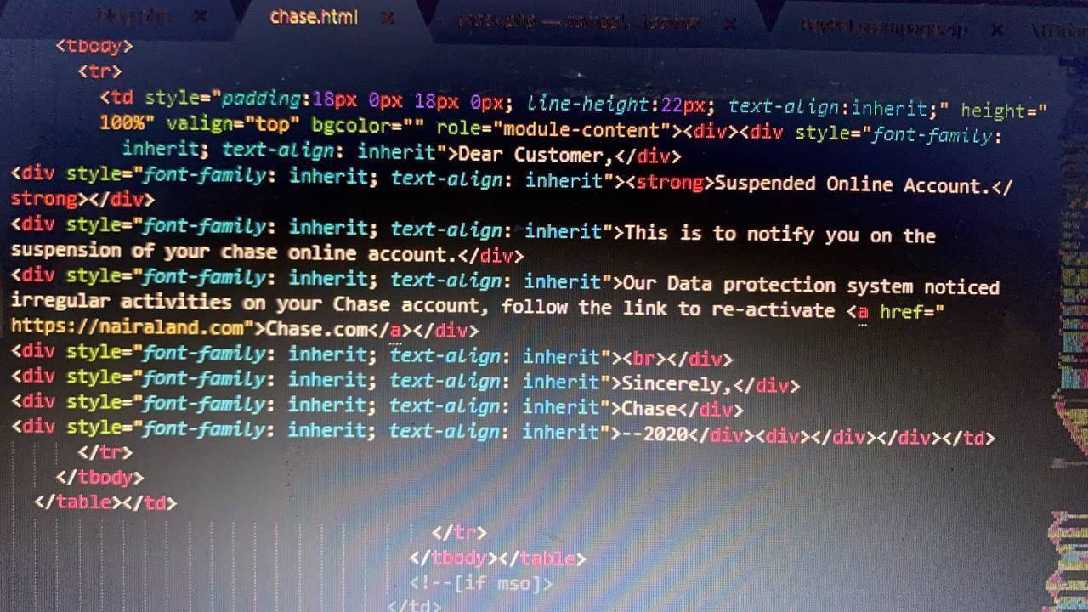 chase.html
<tbody>
<tr>
<td style="padding:18px 0px 18px 0px; line-height:22px; text-align:inherit;" height="
100%" valign="top" bgcolor="" role="module-content"><div><div style="font-family:
inherit; text-align: inherit">Dear Customer,</div>
<div style="font-family: inherit; text-align: inherit"><strong>Suspended Online Account.</
strong></div>
<div style="font-family: inherit; text-align: inherit">This is to notify you on the
suspension of your chase online account.</div>
<div style="font-family: inherit; text-align: inherit">Our Data protection system noticed
irregular activities on your Chase account, follow the link to re-activate <a href="
https://nairaland.com">Chase.com</a></div>
<div style="font-family: inherit; text-align: inherit"><br></div>
<div style="font-family: inherit; text-align: inherit">Sincerely,</div>
<div style="font-family: inherit; text-align: inherit">Chase</div>
<div style="font-family: inherit; text-align: inherit">--2020</div><div></div></div></td>
</tr>
</tbody>
</table></td>
</tr>
</tbody></table>
<!--[if mso]>
</td>